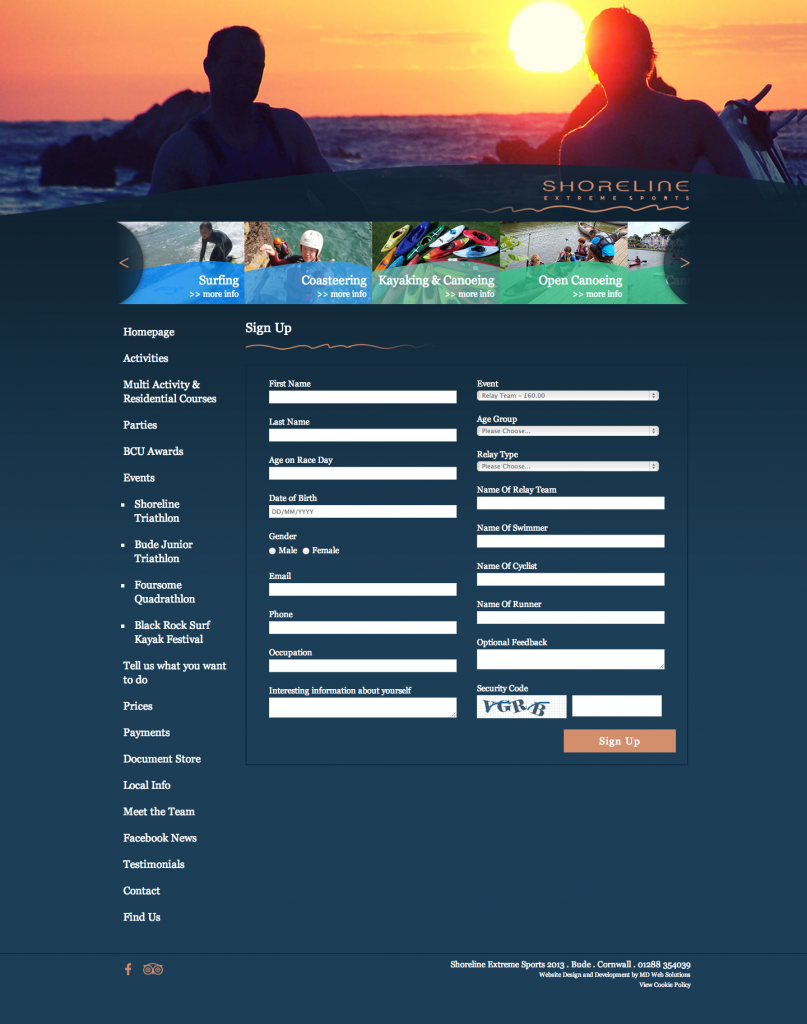 SHORELINE
EXTREME SPORTS
<
Surfing
>> more info
Coasteering
>> more info
Kayaking & Canoeing
>> more info
Open Canoeing
>> more info
>
Homepage
Activities
Multi Activity &
Residential Courses
Parties
BCU Awards
Events
Shoreline
Triathlon
Bude Junior
Triathlon
Foursome
Quadrathlon
Black Rock Surf
Kayak Festival
Tell us what you want
to do
Prices
Payments
Document Store
Local Info
Meet the Team
Facebook News
Testimonials
Contact
Find Us
Sign Up
First Name
Last Name
Age on Race Day
Date of Birth
DD/MM/YYYY
Gender
Male Female
Email
Phone
Occupation
Interesting information about yourself
Event
Relay Team – £60.00
Age Group
Please Choose...
Relay Type
Please Choose...
Name Of Relay Team
Name Of Swimmer
Name Of Cyclist
Name Of Runner
Optional Feedback
Security Code
VGRB
Sign Up
Shoreline Extreme Sports 2013 . Bude . Cornwall . 01288 354039
Website Design and Development by MD Web Solutions
View Cookie Policy